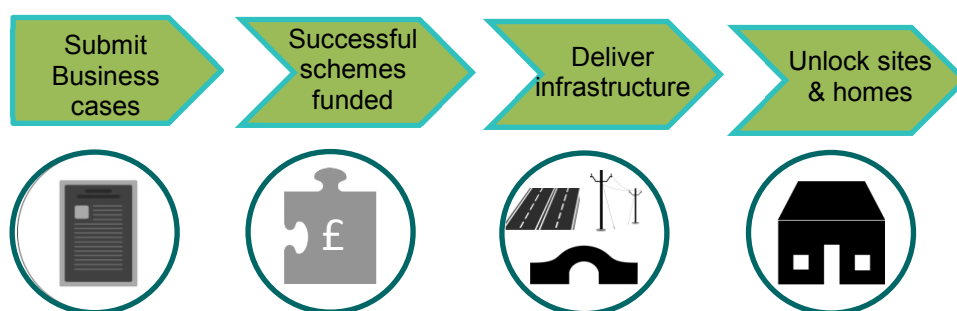 Submit
Business
cases
Successful
schemes
funded
Deliver
infrastructure
Unlock sites
& homes
£